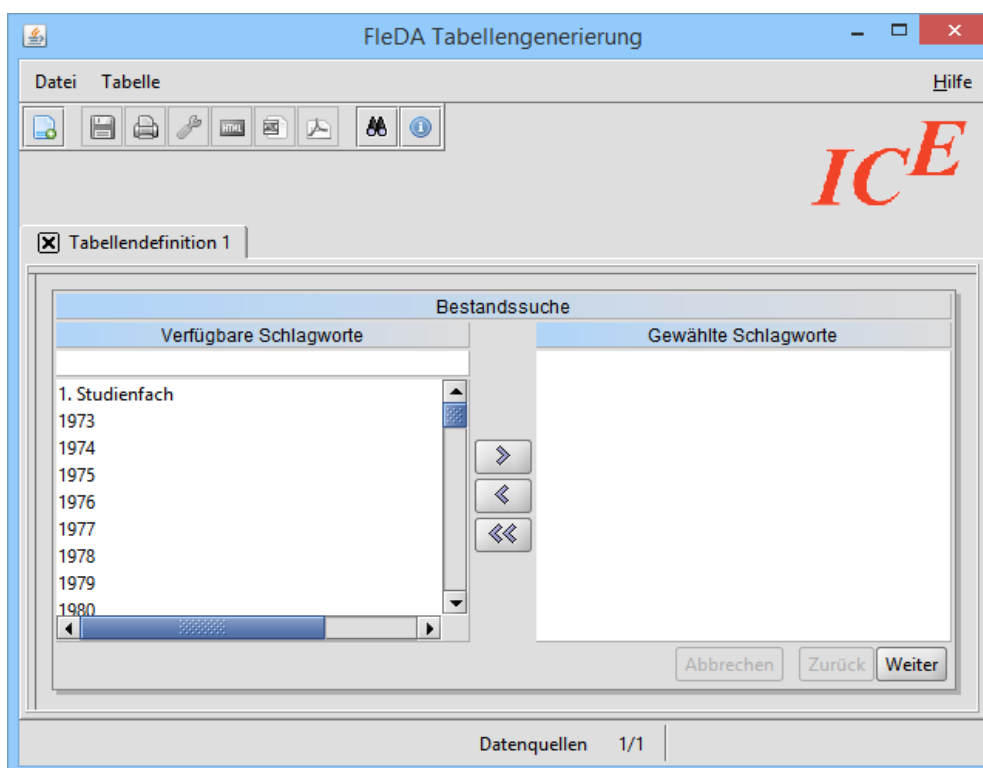 FleDA Tabellengenerierung
Datei Tabelle Hilfe
HTML
ICE
Tabellendefinition 1
Bestandssuche
Verfügbare Schlagworte
Gewählte Schlagworte
1. Studienfach
1973
1974
1975
1976
1977
1978
1979
1980
Abbrechen Zurück Weiter
Datenquellen 1/1